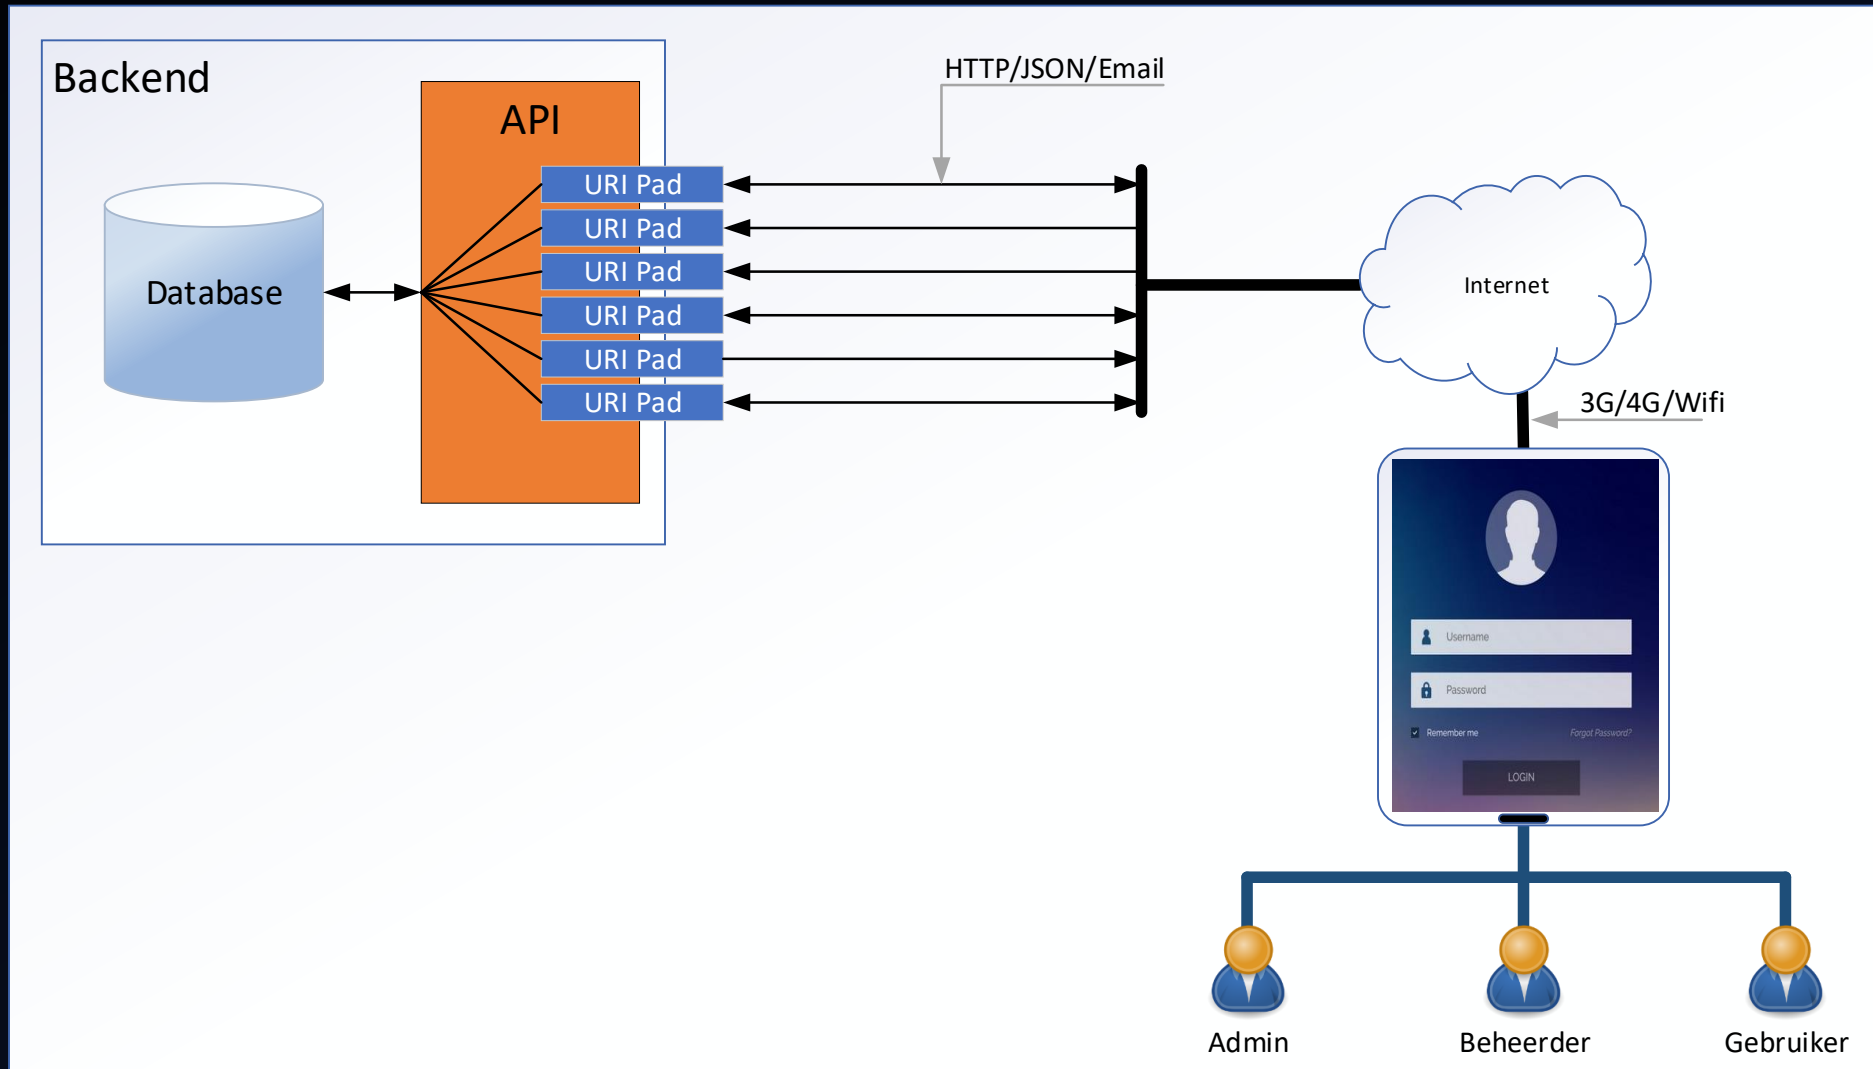 Backend
API
HTTP/JSON/Email
URI Pad
URI Pad
URI Pad
URI Pad
URI Pad
URI Pad
Database
Internet
3G/4G/Wifi
Username
Password
Remember me
Forgot Password?
LOGIN
Admin
Beheerder
Gebruiker